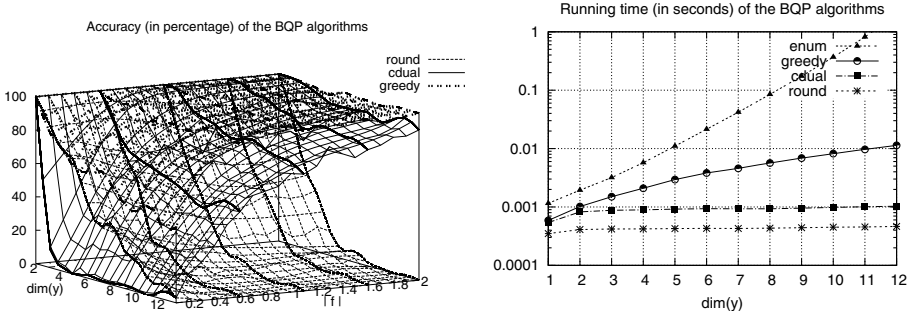 Accuracy (in percentage) of the BQP algorithms
round
cdual
greedy
100
80
60
40
20
0
2
4
6
8
10
12
dim(y)
0.2
0.4
0.6
0.8
1
1.2
1.4
1.6
1.8
2
|f|
Running time (in seconds) of the BQP algorithms
enum
greedy
cdual
round
1
0.1
0.01
0.001
0.0001
1 2 3 4 5 6 7 8 9 10 11 12
dim(y)